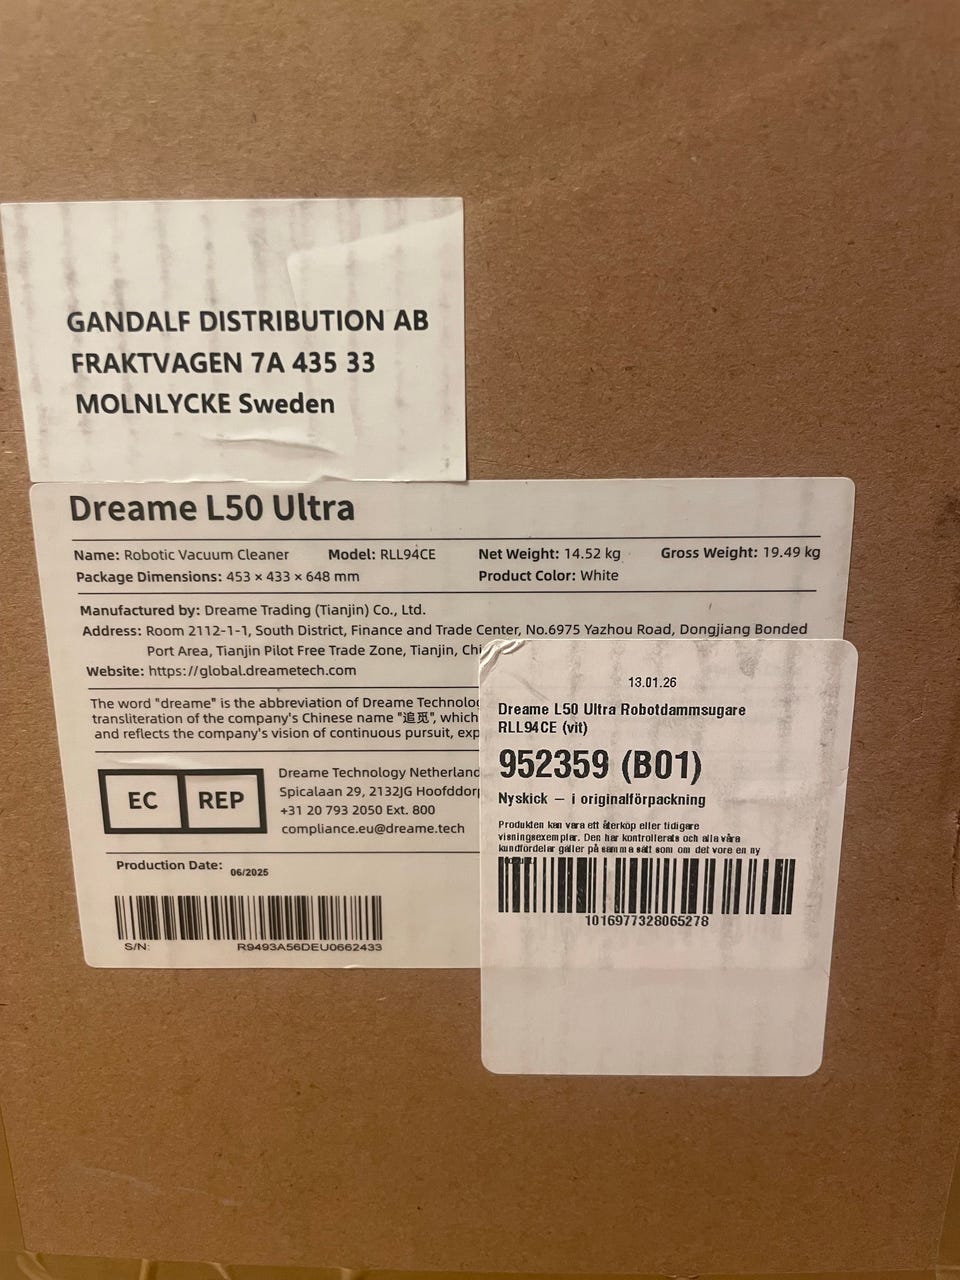 GANDALF DISTRIBUTION AB
FRAKTVAGEN 7A 435 33
MOLNLYCKE Sweden
Dreame L50 Ultra
Name: Robotic Vacuum Cleaner Model: RLL94CE Net Weight: 14.52 kg Gross Weight: 19.49 kg
Package Dimensions: 453 × 433 × 648 mm Product Color: White
Manufactured by: Dreame Trading (Tianjin) Co., Ltd.
Address: Room 2112-1-1, South District, Finance and Trade Center, No.6975 Yazhou Road, Dongjiang Bonded
Port Area, Tianjin Pilot Free Trade Zone, Tianjin,
Website: https://global.dreametech.com
The word "dreame" is the abbreviation of Dreame
transliteration of the company's Chinese name "追觅", which
and reflects the company's vision of continuous pursuit,
EC REP
Dreame Technology
Spicalaan 29, 2132JG
+31 20 793 2050 Ext. 800
compliance.eu@dreame.tech
Production Date: 06/2025
S/N: R9493A56DEU0662433
13.01.26
Dreame L50 Ultra Robotdammsugare
RLL94CE (vit)
952359 (B01)
Nyskick – i originalförpackning
Produkten kan vara ett återköp eller tidigare
visningsexemplar. Den har kontrollerats och alla våra
kundfördelar gäller på samma sätt som om det vore en ny
1016977328065278